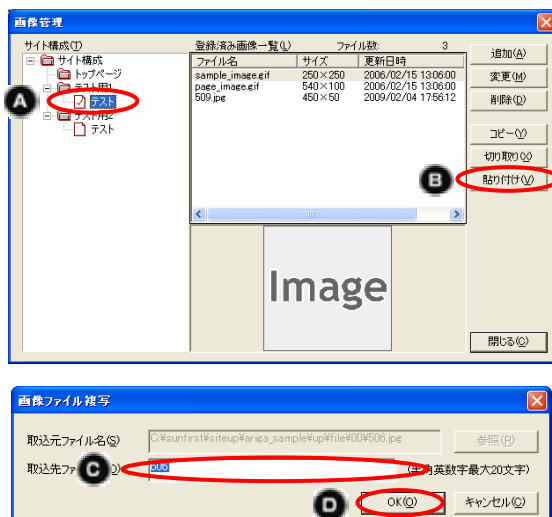 画像管理
サイト構成(T)
サイト構成
トップページ
テスト用1
テスト
テスト用2
テスト
登録済み画像一覧(L) ファイル数: 3
ファイル名 サイズ 更新日時
sample_image.gif 250×250 2006/02/15 13:06:00
page_image.gif 540×100 2006/02/15 13:06:00
509.jpg 450×50 2009/02/04 17:56:12
追加(A)
変更(M)
削除(D)
コピー(Y)
切り取り(X)
貼り付け(V)
閉じる(C)
A
B
Image
画像ファイル複写
取込元ファイル名(S) C:¥sunfirst¥siteup¥ariga_sample¥up¥file¥00¥506.jpg 参照(R)
取込先ファ C 506 (半角英数字最大20文字)
D OK(O) キャンセル(C)